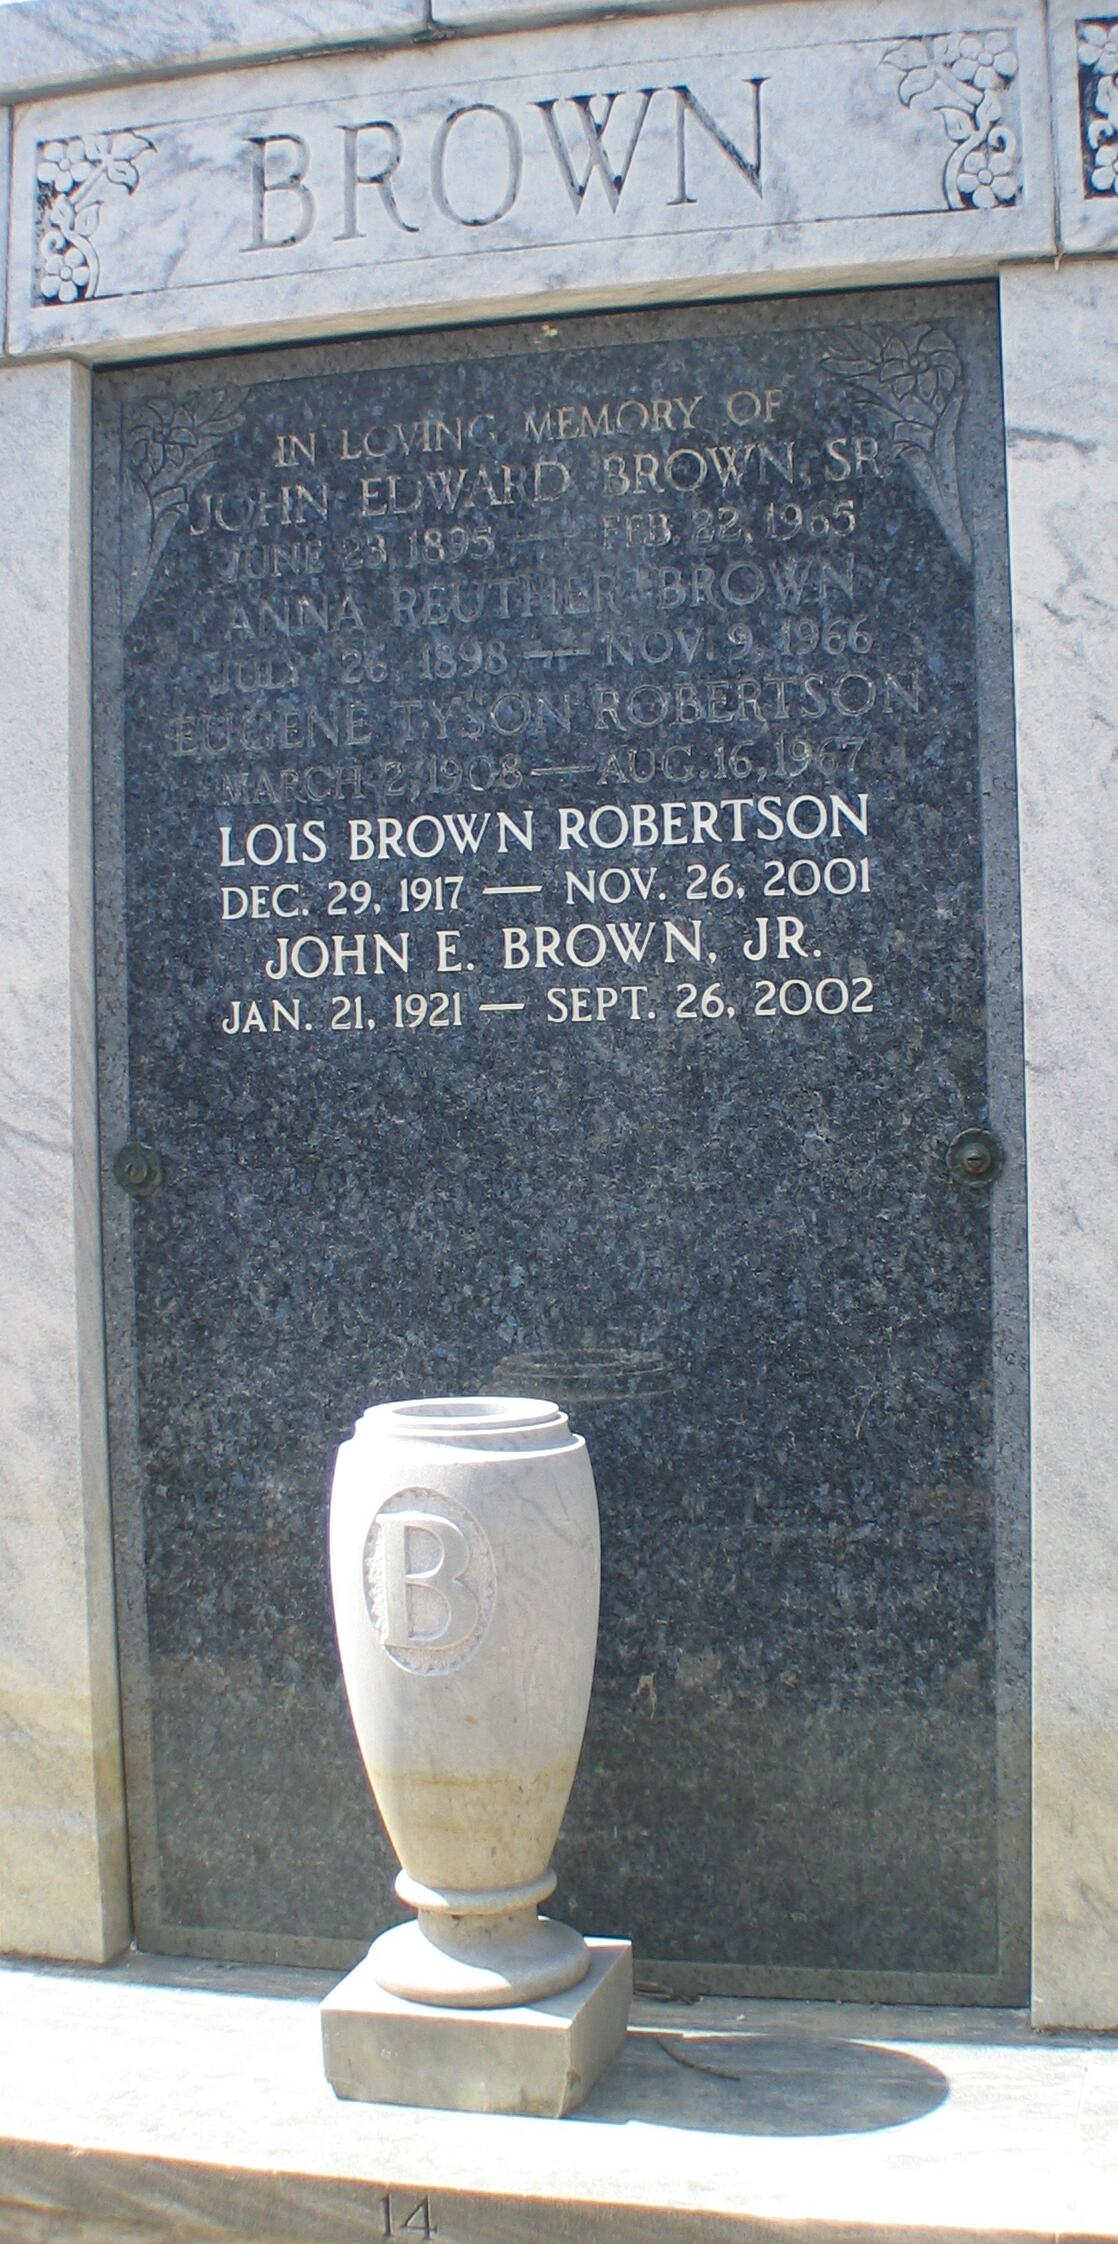 BROWN
IN LOVING MEMORY OF
JOHN EDWARD BROWN, SR.
JUNE 23, 1895 — FEB. 22, 1965
ANNA REUTHER BROWN
JULY 26, 1898 — NOV. 9, 1966
EUGENE TYSON ROBERTSON
MARCH 2, 1908 — AUG. 16, 1967
LOIS BROWN ROBERTSON
DEC. 29, 1917 — NOV. 26, 2001
JOHN E. BROWN, JR.
JAN. 21, 1921 — SEPT. 26, 2002
B
14